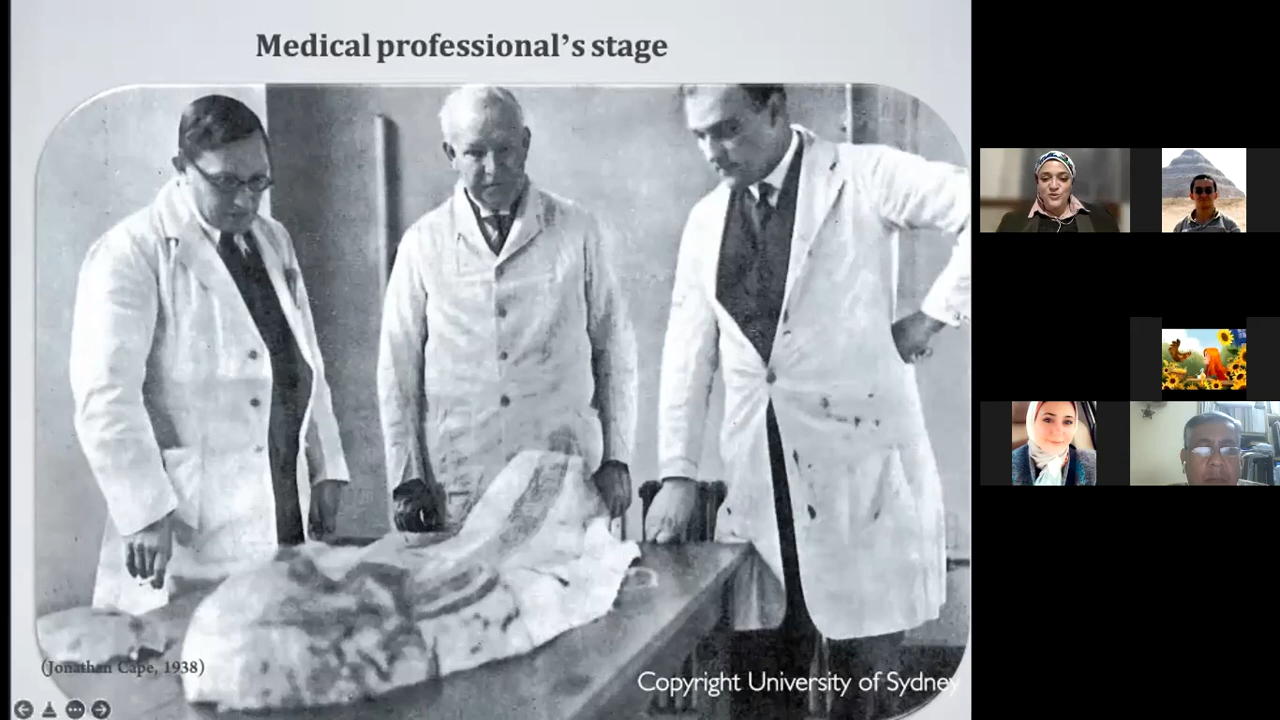 Medical professional’s stage
(Jonathan Cape, 1938)
Copyright University of Sydney